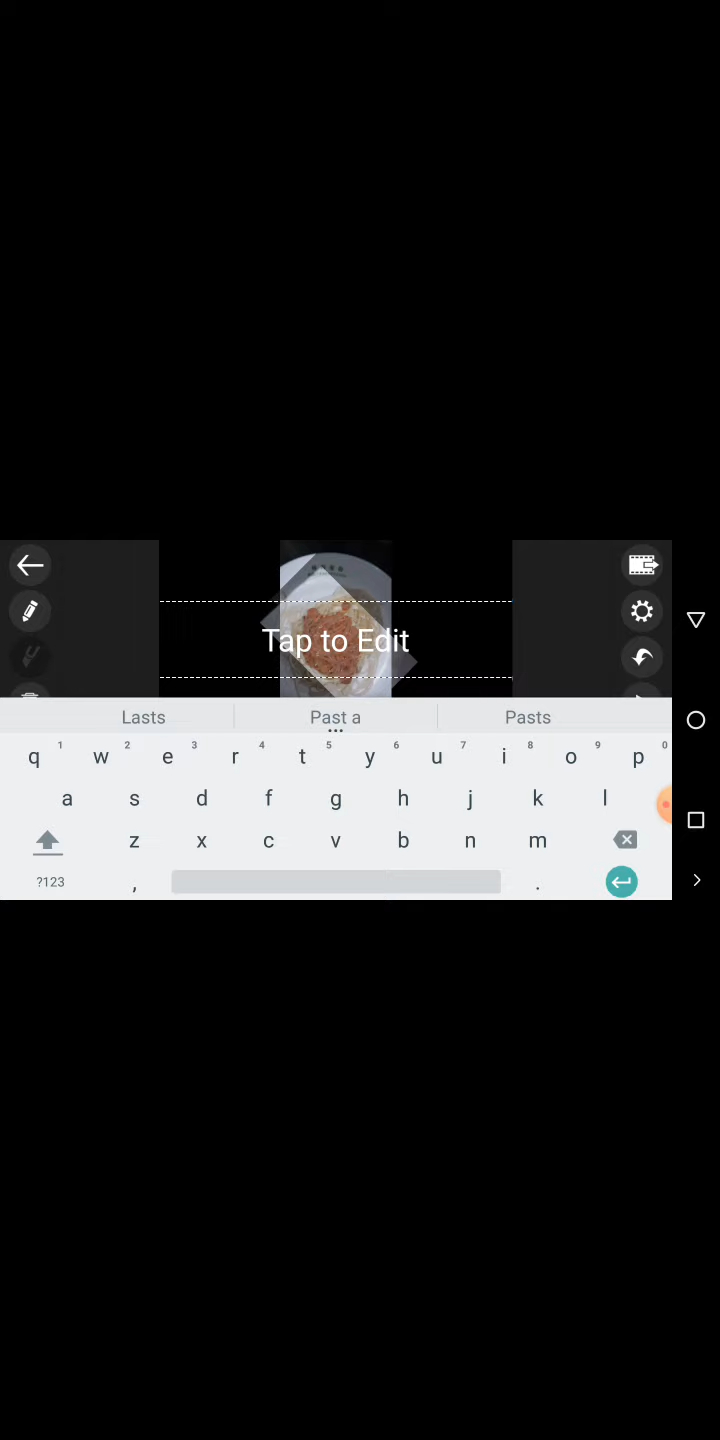 Tap to Edit
Lasts Past a Pasts
q 1 w 2 e 3 r 4 t 5 y 6 u 7 i 8 o 9 p 0
a s d f g h j k l
z x c v b n m
?123 , .